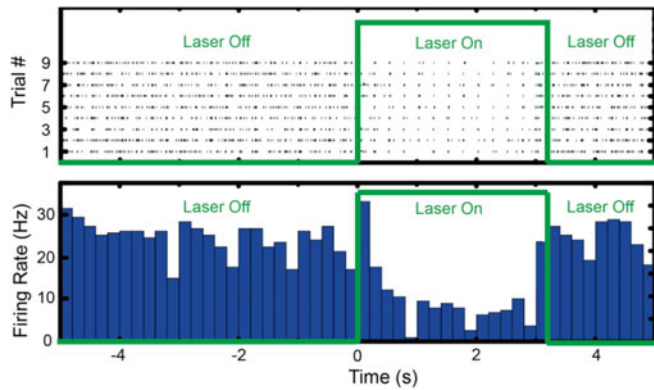 Laser Off
Laser On
Laser Off
Trial #
9
7
5
3
1
Laser Off
Laser On
Laser Off
Firing Rate (Hz)
30
20
10
0
-4
-2
0
2
4
Time (s)